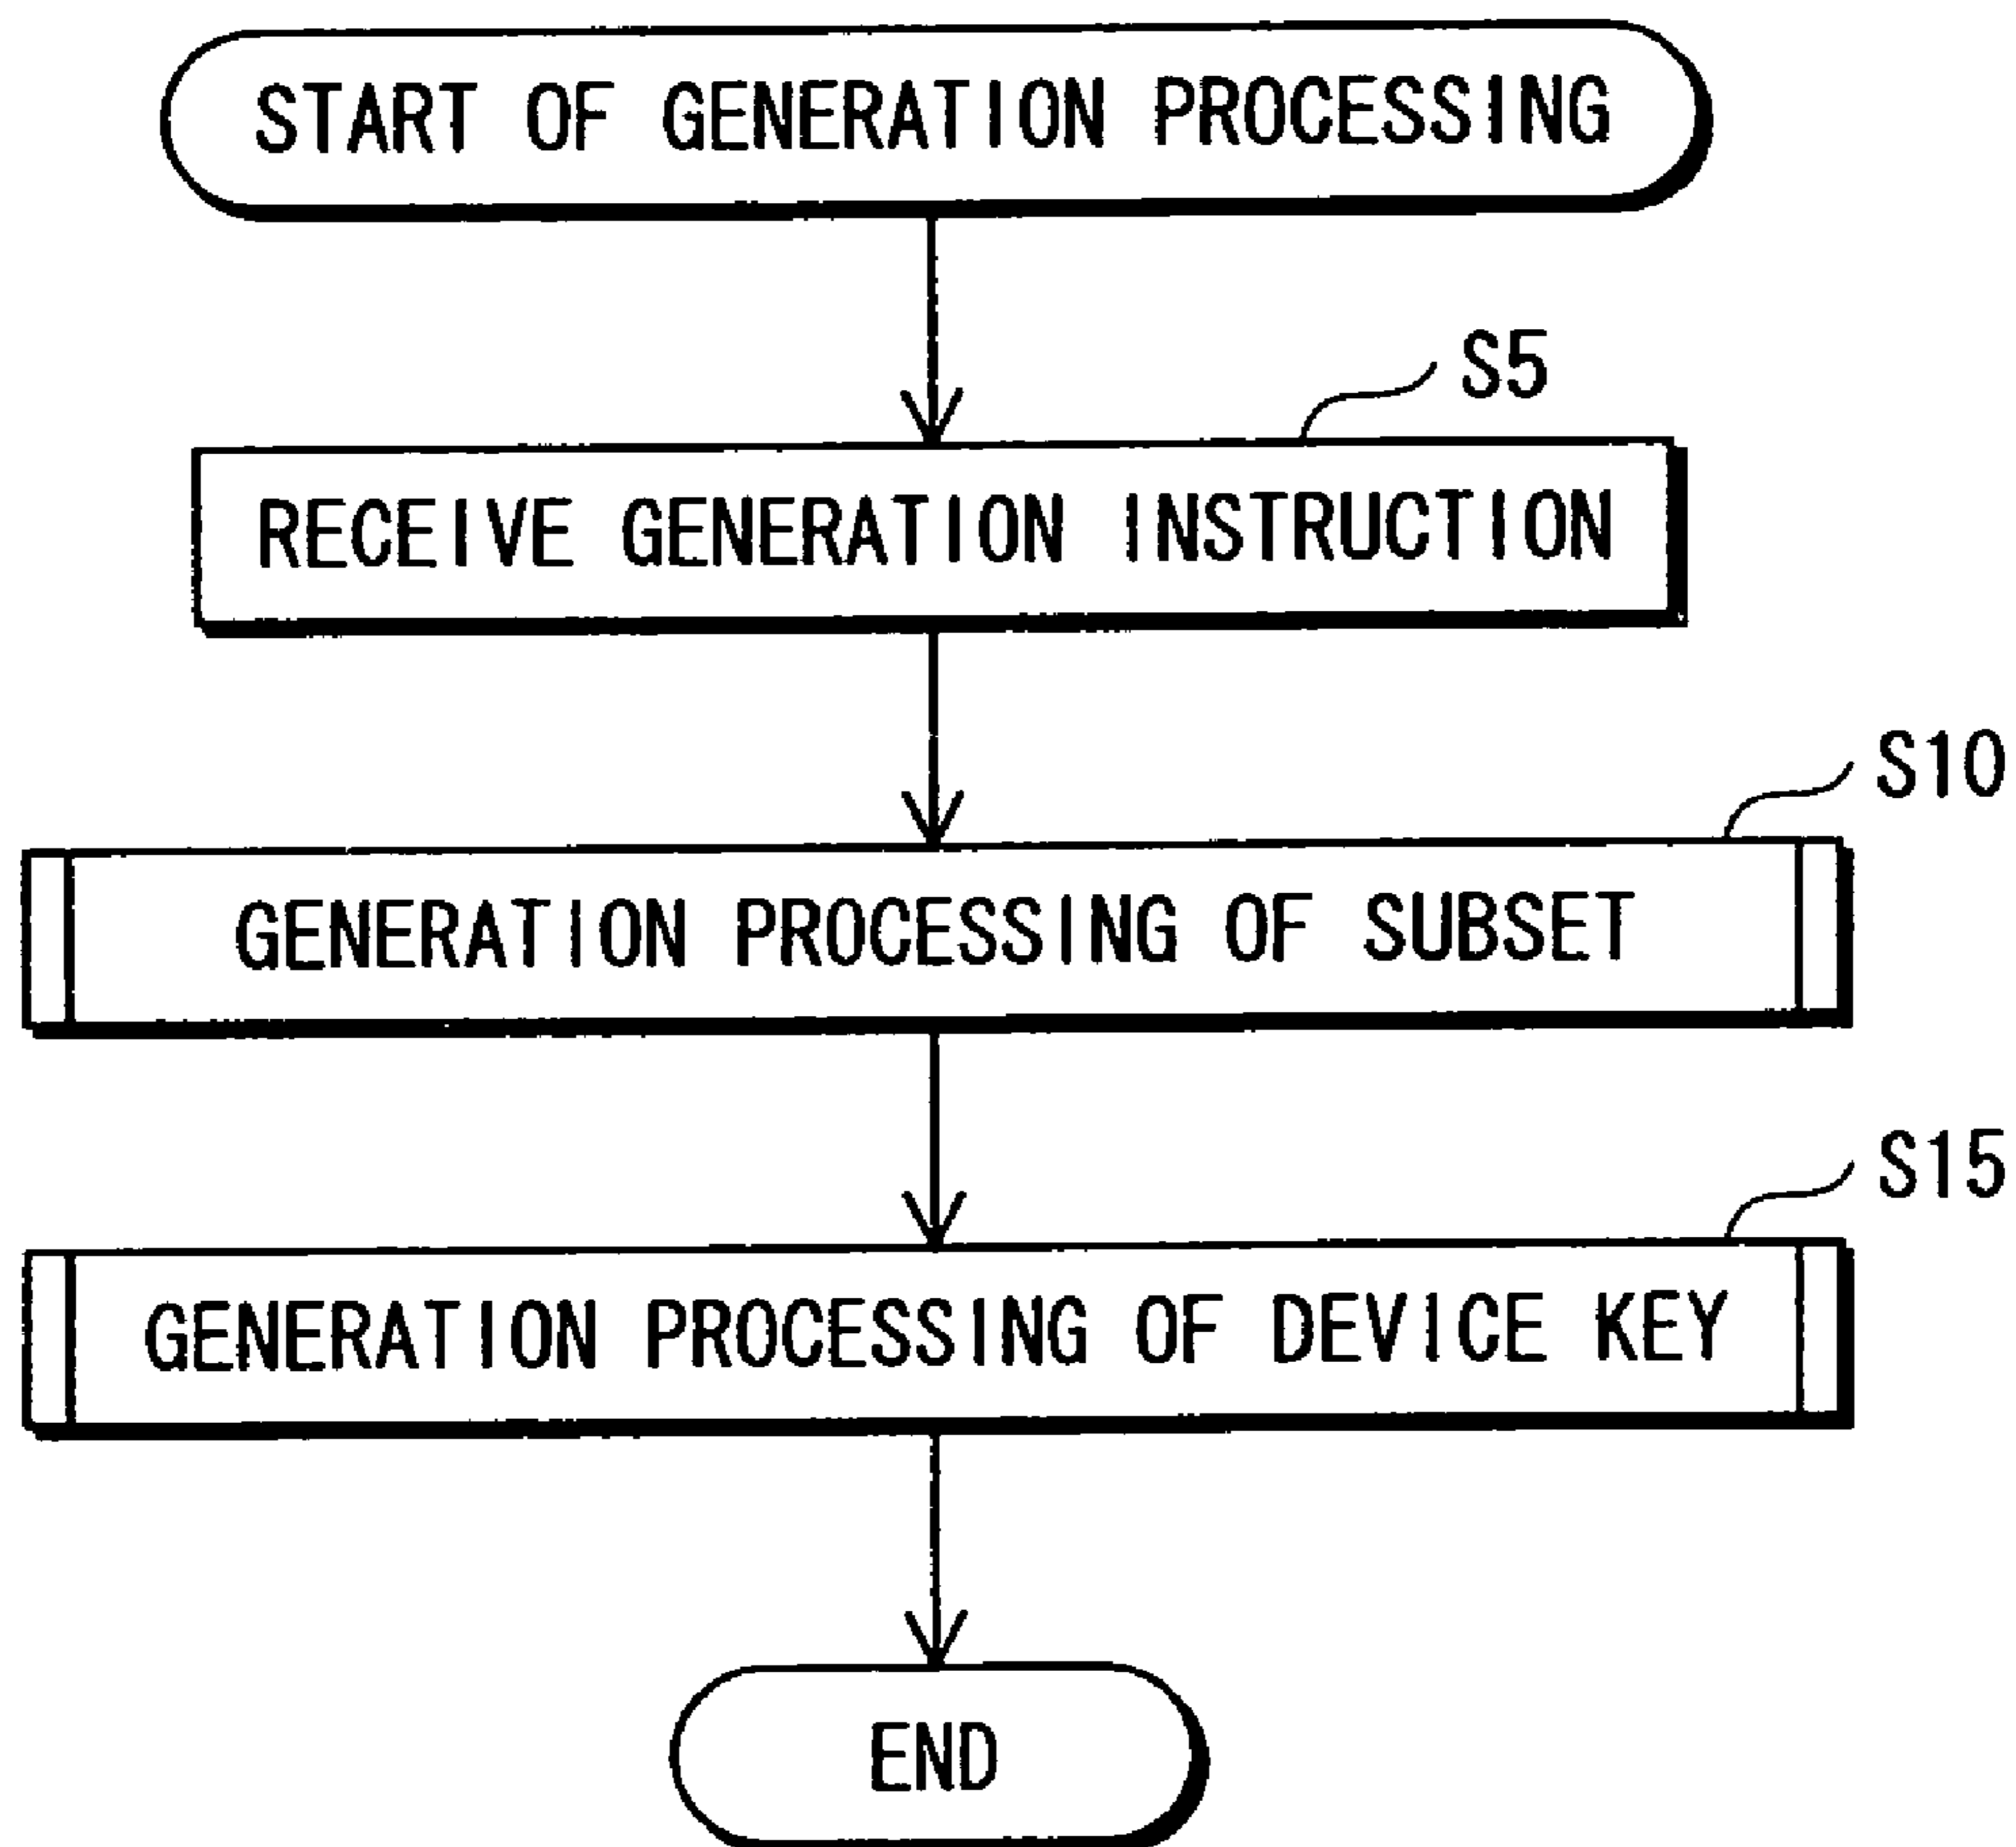 START OF GENERATION PROCESSING
S5
RECEIVE GENERATION INSTRUCTION
S10
GENERATION PROCESSING OF SUBSET
S15
GENERATION PROCESSING OF DEVICE KEY
END